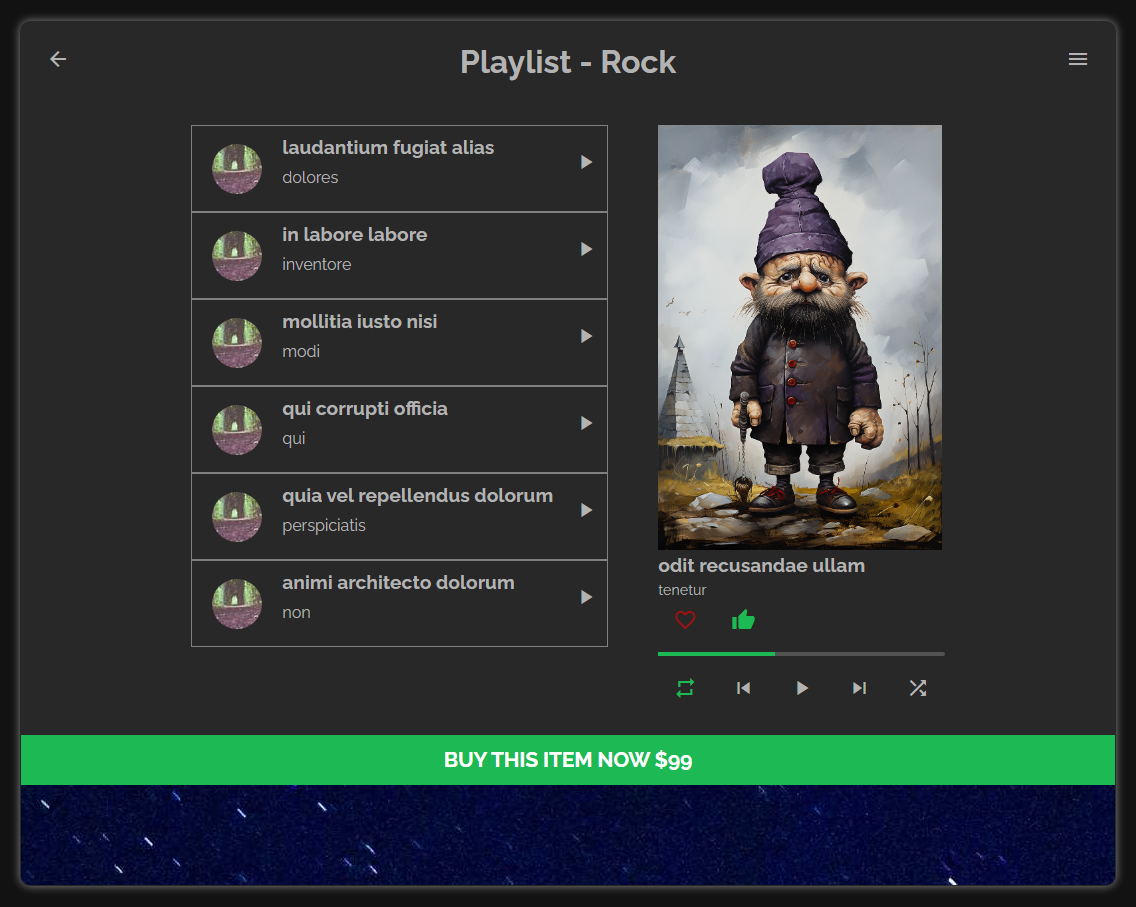 Playlist - Rock
laudantium fugiat alias
dolores
in labore labore
inventore
mollitia iusto nisi
modi
qui corrupti officia
qui
quia vel repellendus dolorum
perspiciatis
animi architecto dolorum
non
odit recusandae ullam
tenetur
BUY THIS ITEM NOW $99